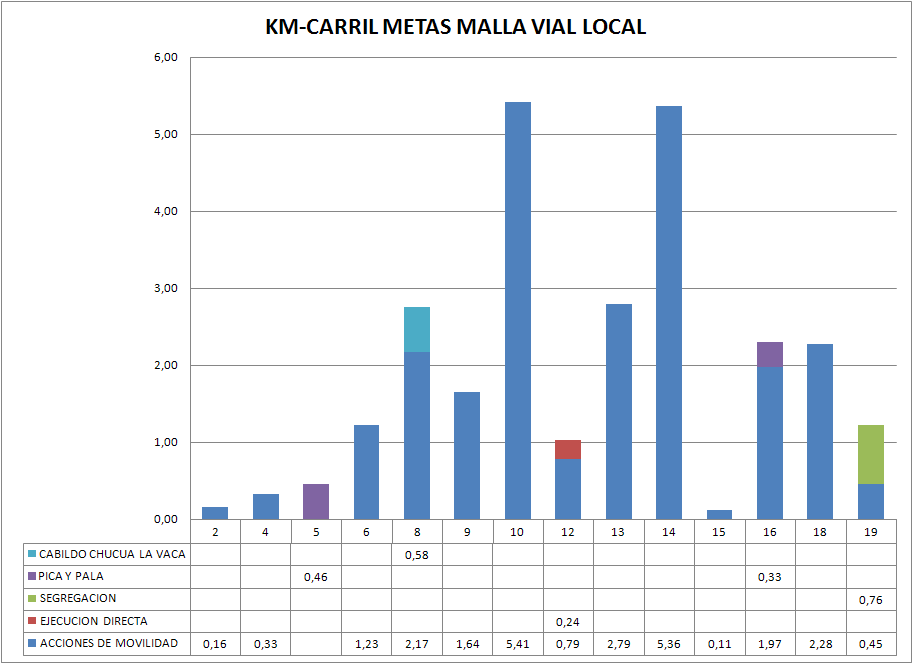 KM-CARRIL METAS MALLA VIAL LOCAL
6,00
5,00
4,00
3,00
2,00
1,00
0,00
2 4 5 6 8 9 10 12 13 14 15 16 18 19
CABILDO CHUCUA LA VACA 0,58
PICA Y PALA 0,46 0,33
SEGREGACION 0,76
EJECUCION DIRECTA 0,24
ACCIONES DE MOVILIDAD 0,16 0,33 1,23 2,17 1,64 5,41 0,79 2,79 5,36 0,11 1,97 2,28 0,45